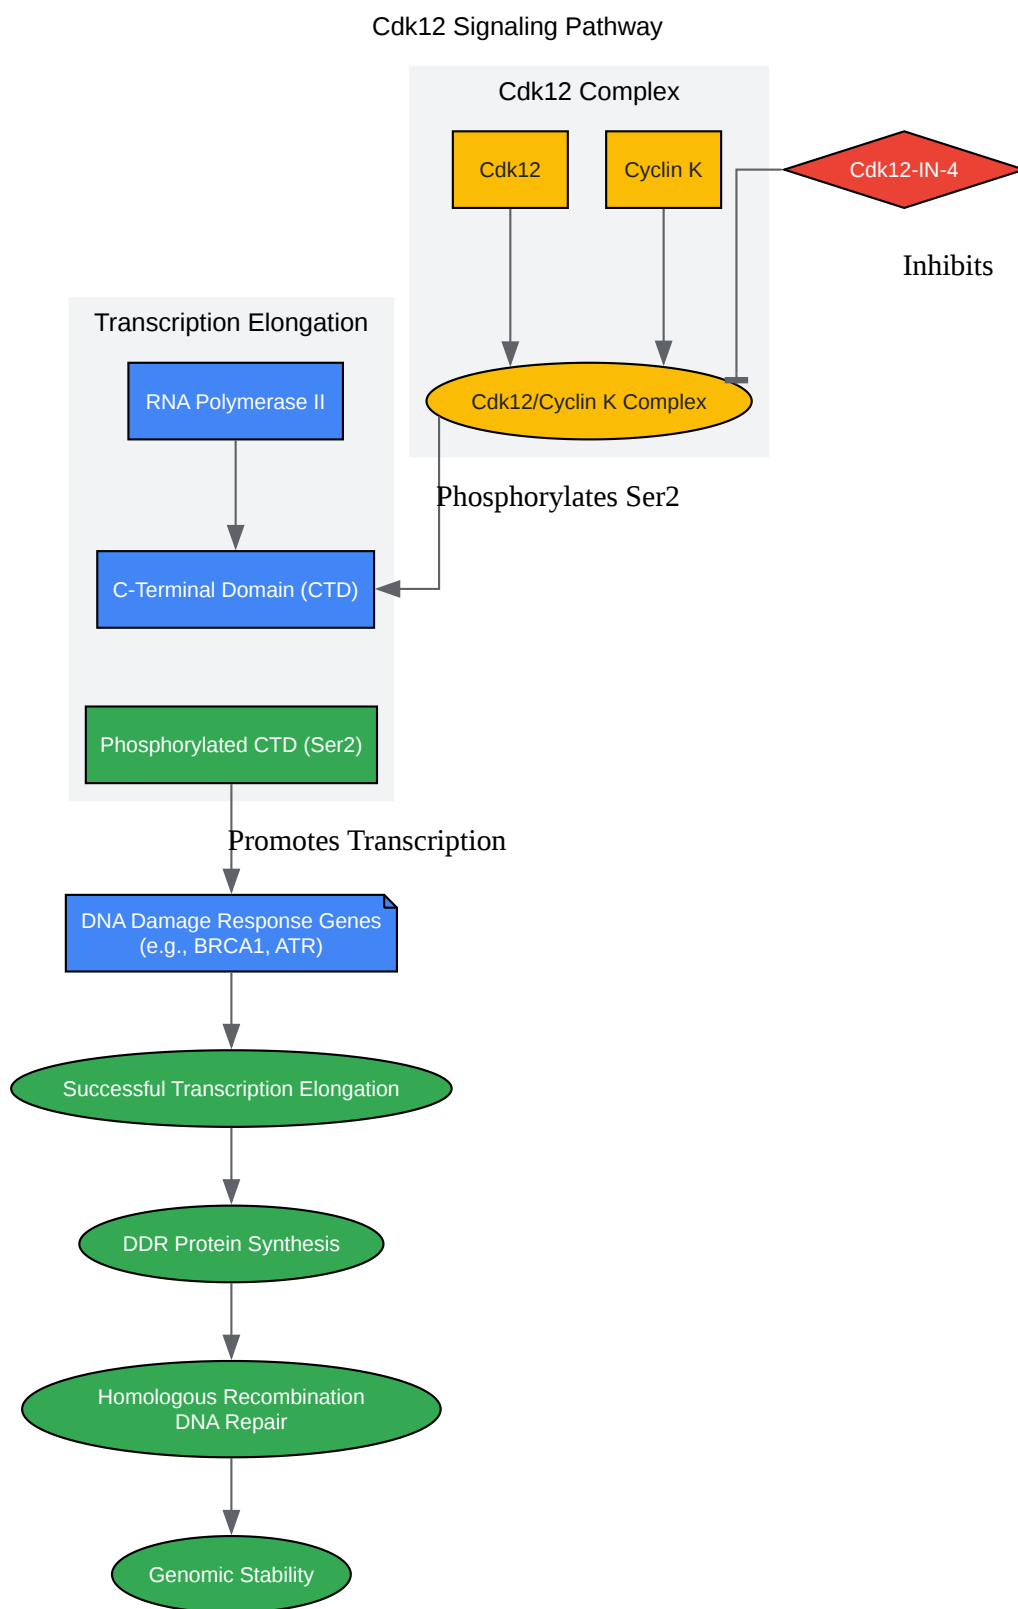 Cdk12 Signaling Pathway
Cdk12 Complex
Cdk12
Cyclin K
Cdk12-IN-4
Inhibits
Transcription Elongation
RNA Polymerase II
Cdk12/Cyclin K Complex
Phosphorylates Ser2
C-Terminal Domain (CTD)
Phosphorylated CTD (Ser2)
Promotes Transcription
DNA Damage Response Genes
(e.g., BRCA1, ATR)
Successful Transcription Elongation
DDR Protein Synthesis
Homologous Recombination
DNA Repair
Genomic Stability